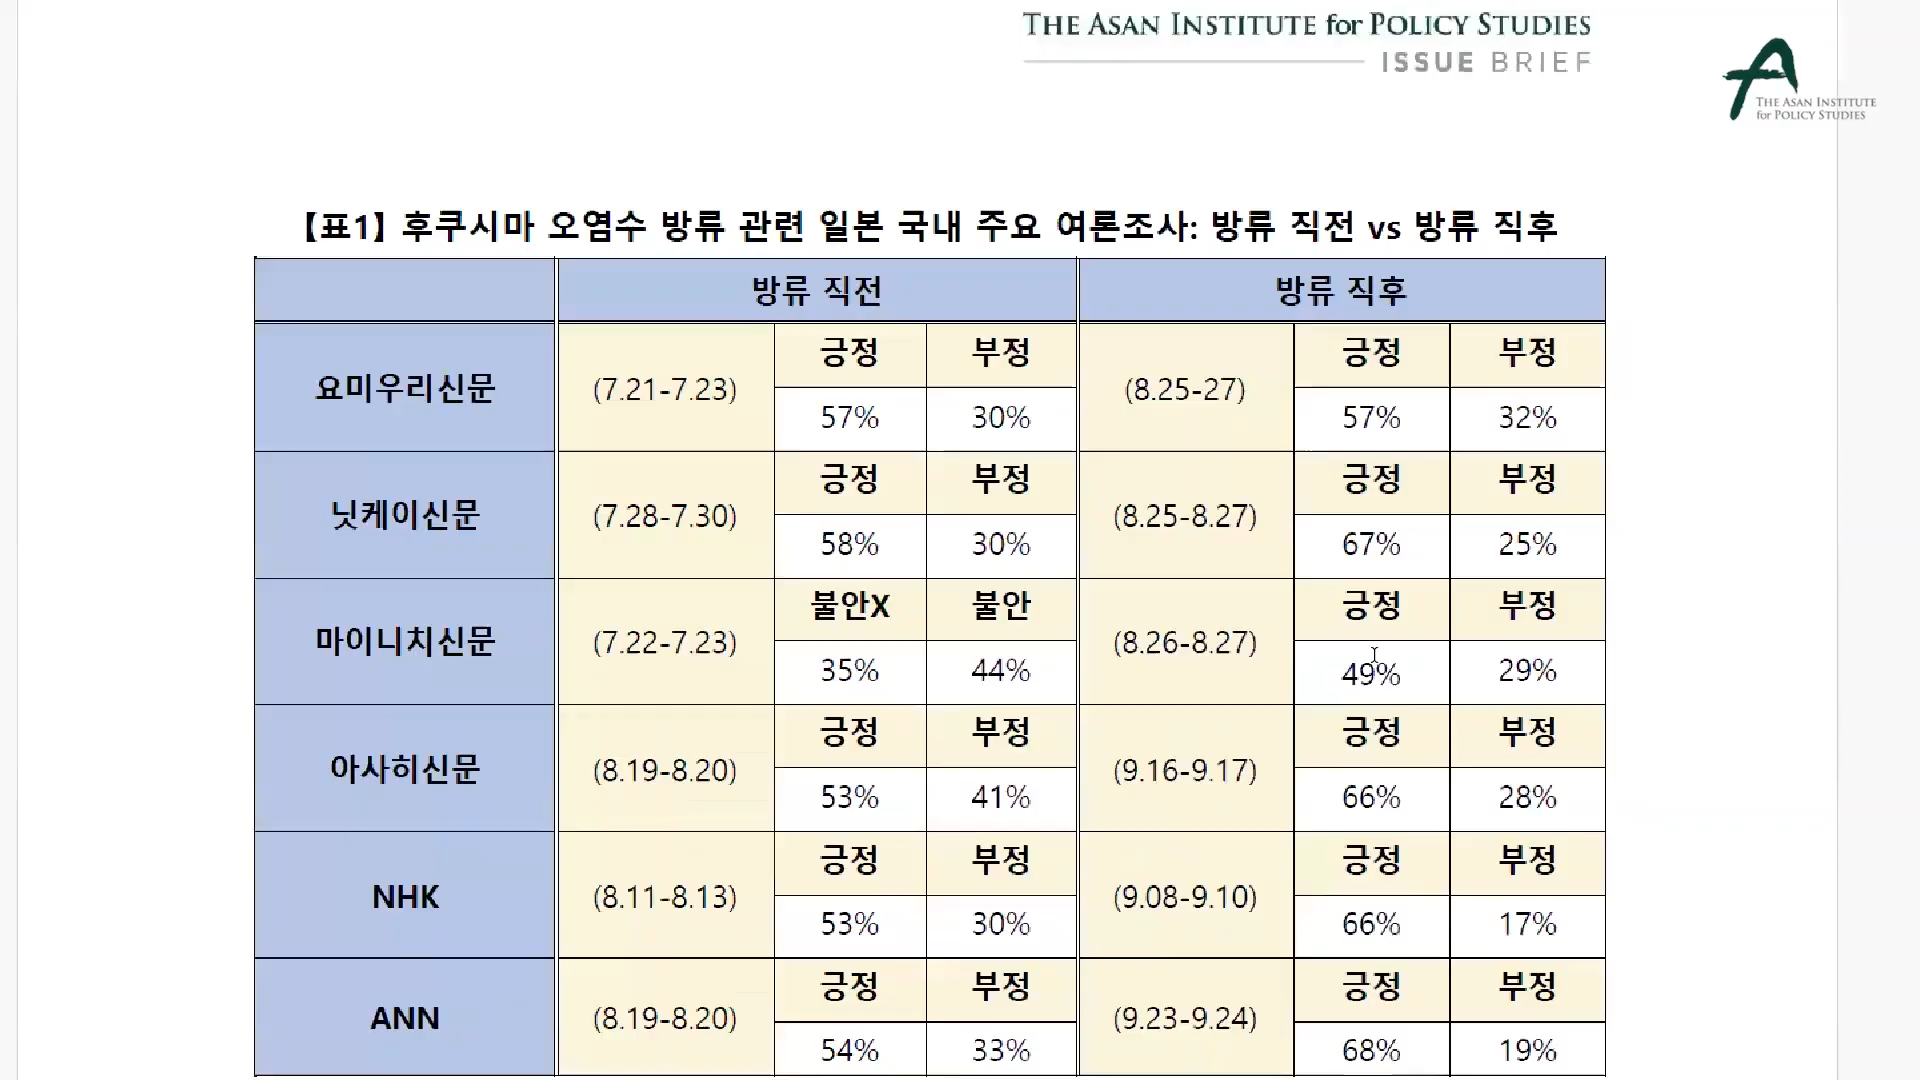 THE ASAN INSTITUTE for POLICY STUDIES
ISSUE BRIEF
THE ASAN INSTITUTE
for POLICY STUDIES
【표1】 후쿠시마 오염수 방류 관련 일본 국내 주요 여론조사: 방류 직전 vs 방류 직후
방류 직전 방류 직후
요미우리신문 (7.21-7.23) 긍정 부정 (8.25-27) 긍정 부정
57% 30% 57% 32%
닛케이신문 (7.28-7.30) 긍정 부정 (8.25-8.27) 긍정 부정
58% 30% 67% 25%
마이니치신문 (7.22-7.23) 불안X 불안 (8.26-8.27) 긍정 부정
35% 44% 49% 29%
아사히신문 (8.19-8.20) 긍정 부정 (9.16-9.17) 긍정 부정
53% 41% 66% 28%
NHK (8.11-8.13) 긍정 부정 (9.08-9.10) 긍정 부정
53% 30% 66% 17%
ANN (8.19-8.20) 긍정 부정 (9.23-9.24) 긍정 부정
54% 33% 68% 19%